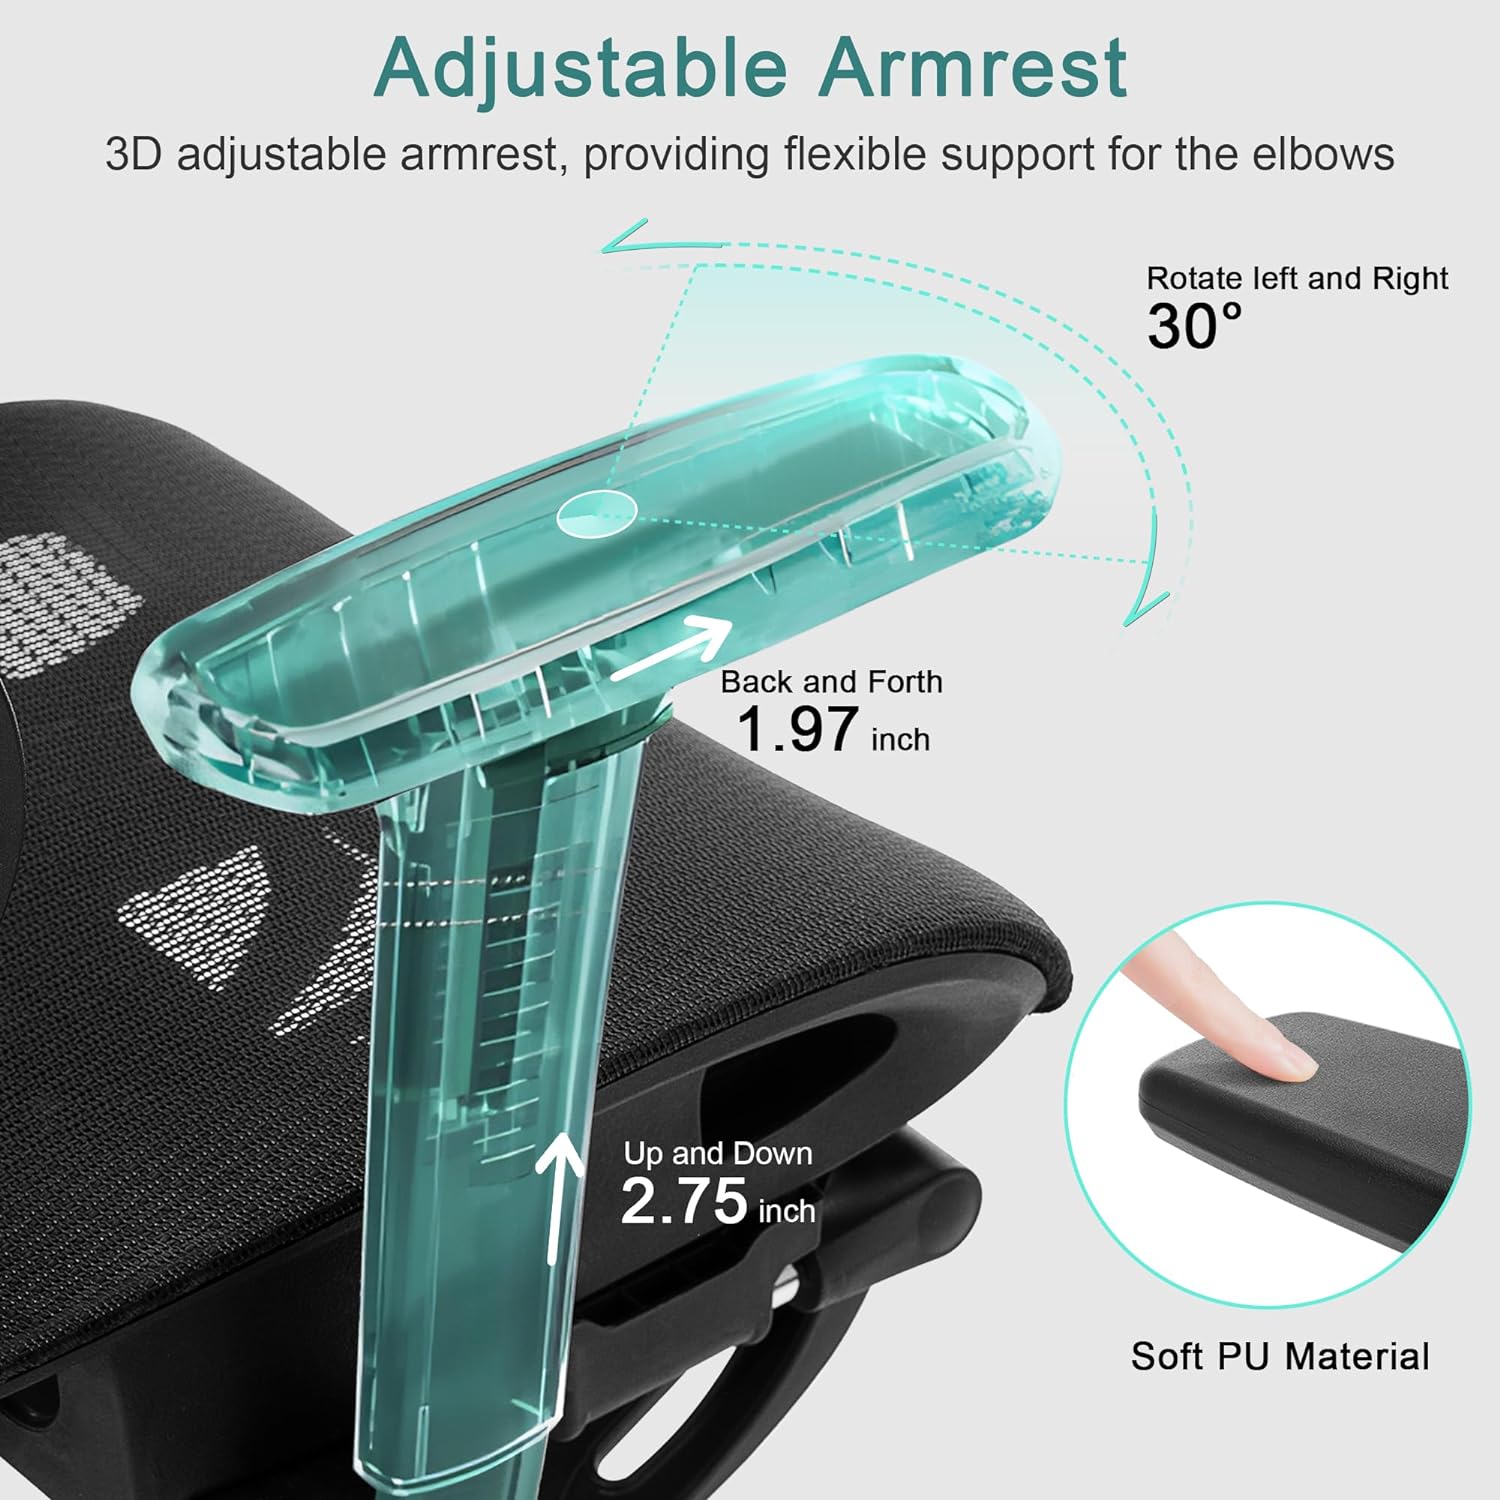 Adjustable Armrest
3D adjustable armrest, providing flexible support for the elbows
Rotate left and Right
30°
Back and Forth
1.97 inch
Up and Down
2.75 inch
Soft PU Material